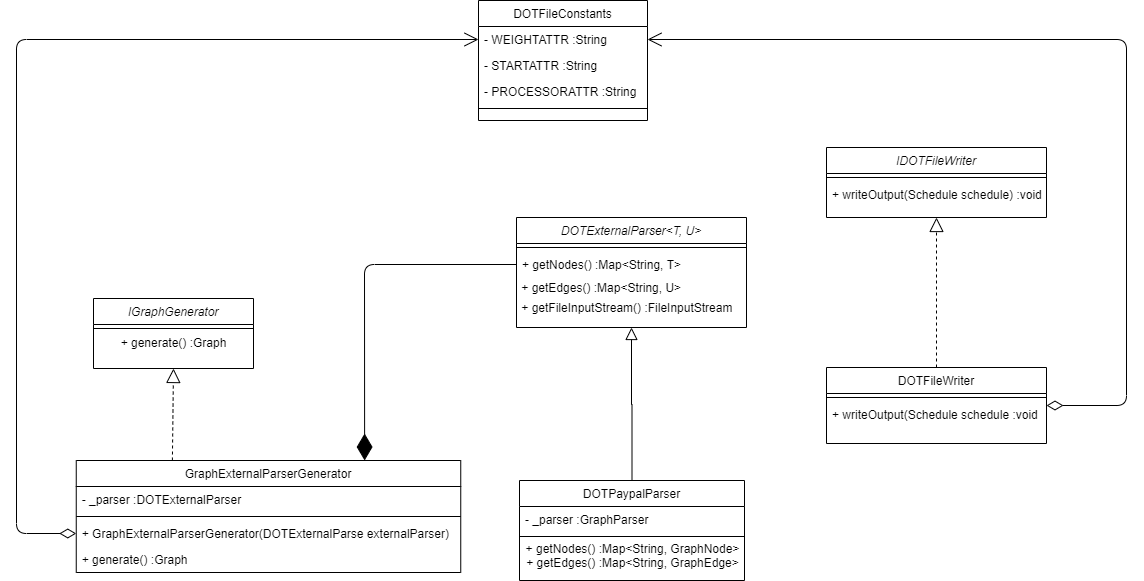 DOTFileConstants
- WEIGHTATTR :String
- STARTATTR :String
- PROCESSORATTR :String
IDOTFileWriter
+ writeOutput(Schedule schedule) :void
DOTExternalParser<T, U>
+ getNodes() :Map<String, T>
+ getEdges() :Map<String, U>
+ getFileInputStream() :FileInputStream
IGraphGenerator
+ generate() :Graph
DOTFileWriter
+ writeOutput(Schedule schedule :void
GraphExternalParserGenerator
- _parser :DOTExternalParser
+ GraphExternalParserGenerator(DOTExternalParse externalParser)
+ generate() :Graph
DOTPaypalParser
- _parser :GraphParser
+ getNodes() :Map<String, GraphNode>
+ getEdges() :Map<String, GraphEdge>